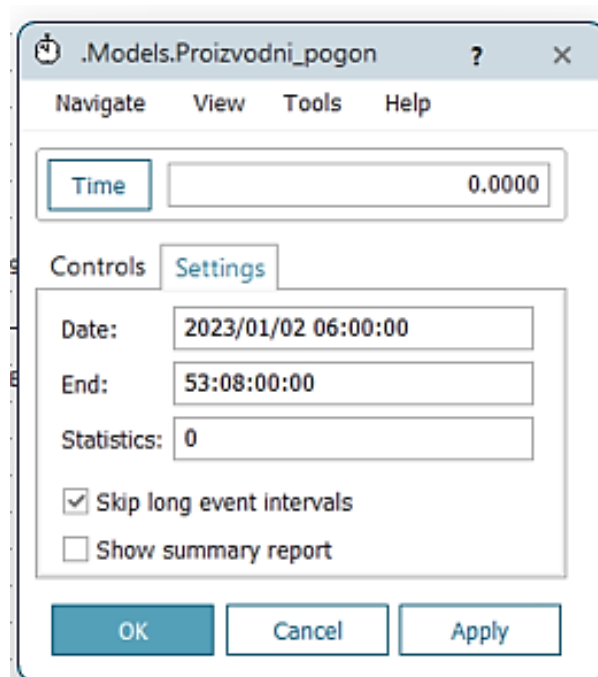 .Models.Proizvodni_pogon ?
Navigate View Tools Help
Time 0.0000
Controls Settings
Date: 2023/01/02 06:00:00
End: 53:08:00:00
Statistics: 0
Skip long event intervals
Show summary report
OK Cancel Apply